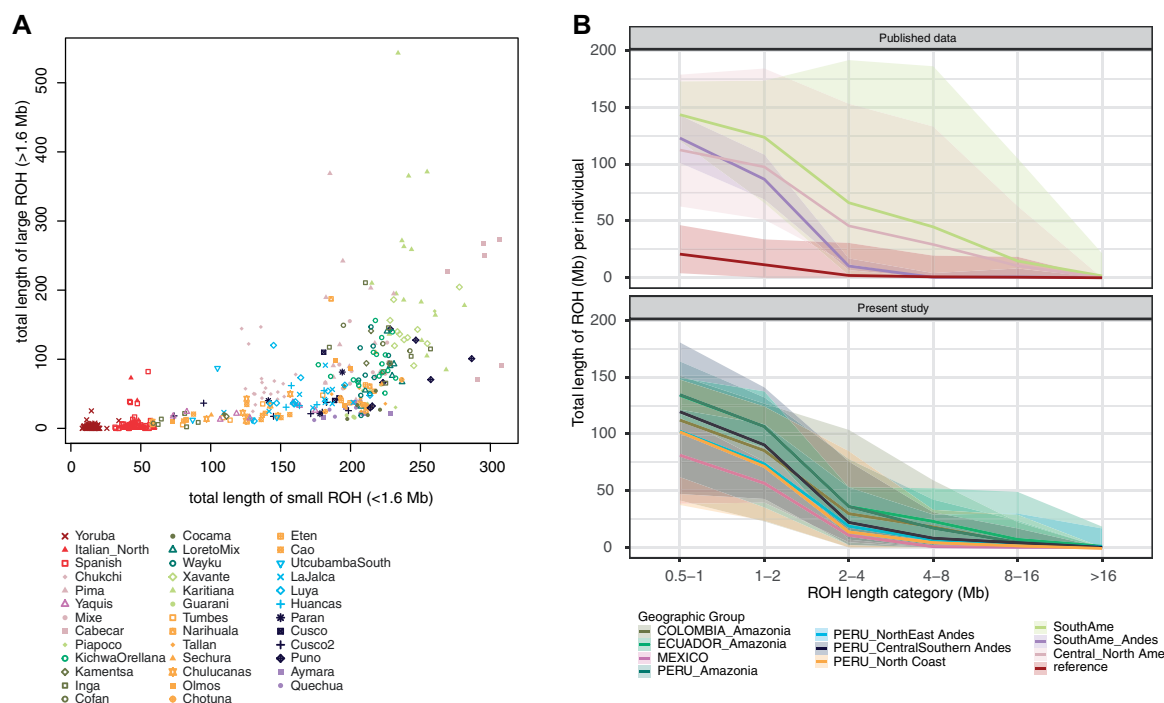 A
total length of large ROH (>1.6 Mb)
500
400
300
200
100
0
0 50 100 150 200 250 300
total length of small ROH (<1.6 Mb)
Yoruba
Italian_North
Spanish
Chukchi
Pima
Yaquis
Mixe
Cabecar
Piapoco
KichwaOrellana
Kamentsa
Inga
Cofan
Cocama
LoretoMix
Wayku
Xavante
Karitiana
Guarani
Tumbes
Narihuala
Tallan
Sechura
Chulucanas
Olmos
Chotuna
Eten
Cao
UtcubambaSouth
LaJalca
Luya
Huancas
Paran
Cusco
Cusco2
Puno
Aymara
Quechua
B
Published data
200
150
100
50
0
Total length of ROH (Mb) per individual
Present study
200
150
100
50
0
0.5−1 1−2 2−4 4−8 8−16 >16
ROH length category (Mb)
Geographic Group
COLOMBIA_Amazonia
ECUADOR_Amazonia
MEXICO
PERU_Amazonia
PERU_NorthEast Andes
PERU_CentralSouthern Andes
PERU_North Coast
SouthAme
SouthAme_Andes
Central_North Ame
reference